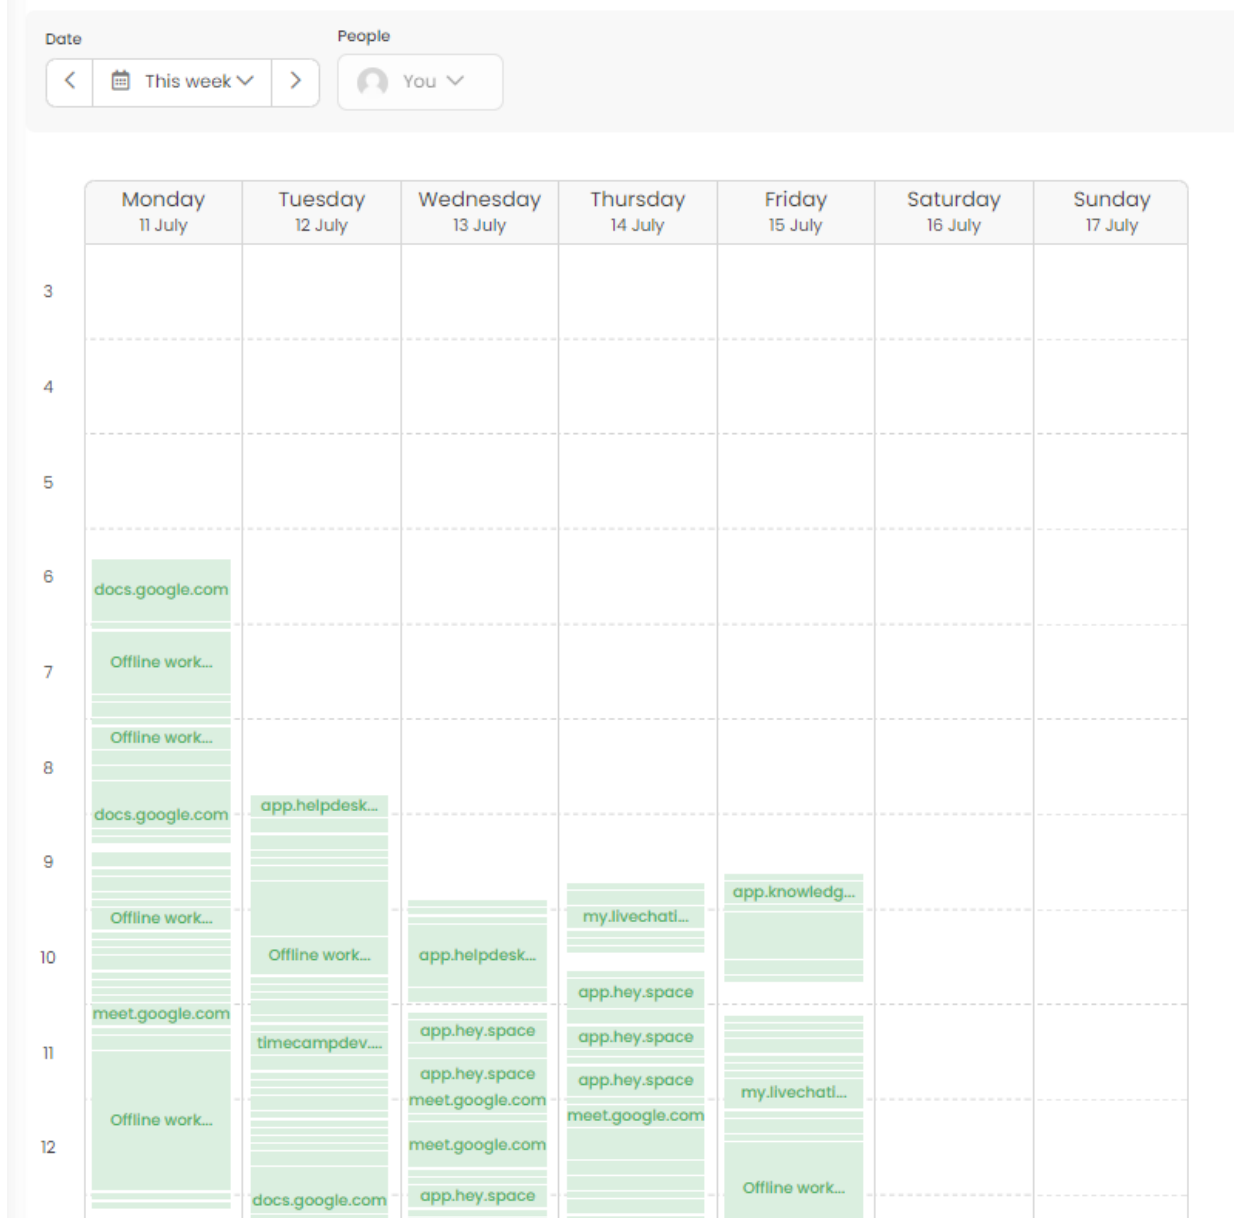 Date
People
This week
You
Monday Tuesday Wednesday Thursday Friday Saturday Sunday
11 July 12 July 13 July 14 July 15 July 16 July 17 July
3
4
5
6
docs.google.com
Offline work...
7
Offline work...
8
app.helpdesk...
docs.google.com
9
app.knowledg...
Offline work... my.livechati...
Offline work... app.helpdesk...
10
app.hey.space
meet.google.com
app.hey.space app.hey.space
timecampdev....
11
app.hey.space app.hey.space
my.livechati...
meet.google.com
meet.google.com
Offline work...
meet.google.com
12
Offline work...
docs.google.com app.hey.space